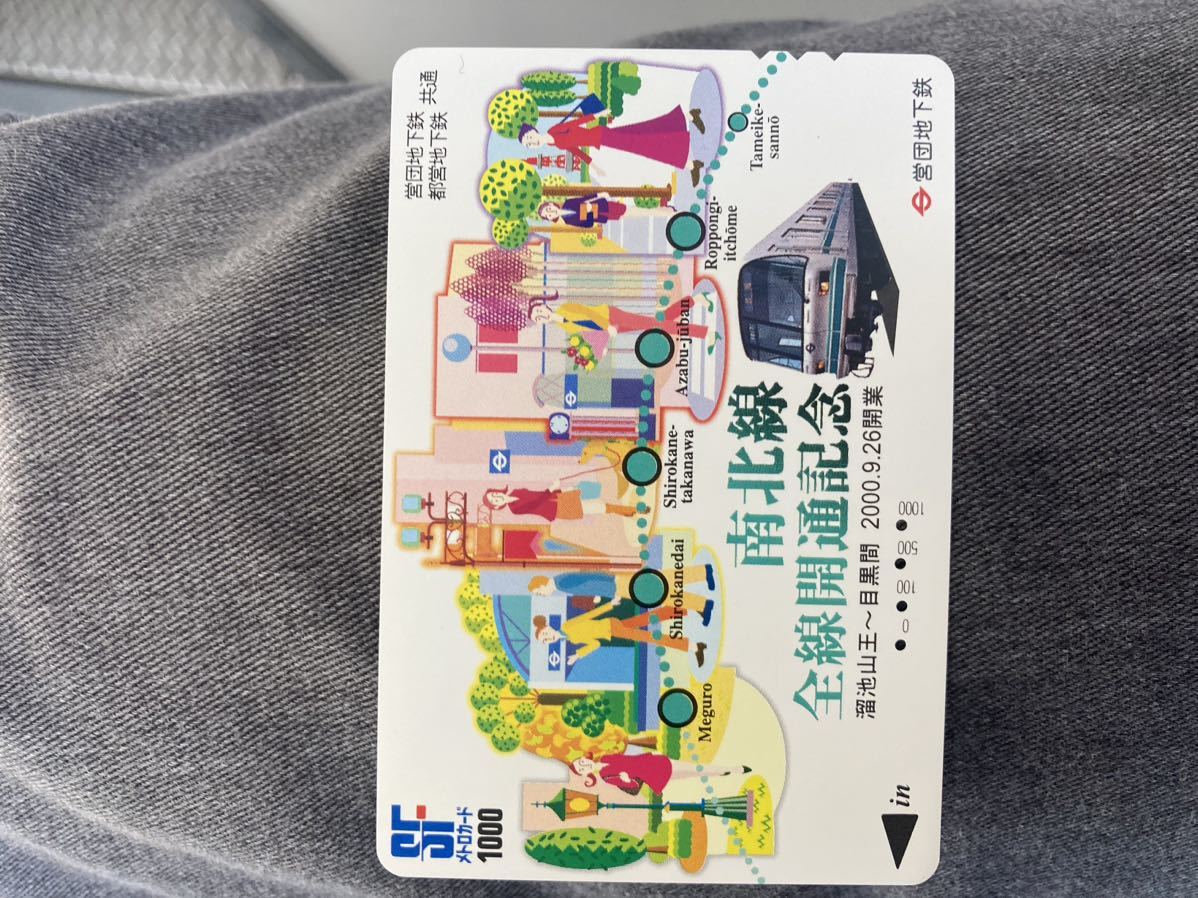 SF
メトロカード
1000
営団地下鉄
都営地下鉄
共通
Meguro
Shirokanedai
Shirokane-
takanawa
Azabu-jūban
Roppongi-
itchōme
Tameike-
sannō
南北線
全線開通記念
溜池山王～目黒間 2000.9.26開業
営団地下鉄
in
0
100
500
1000